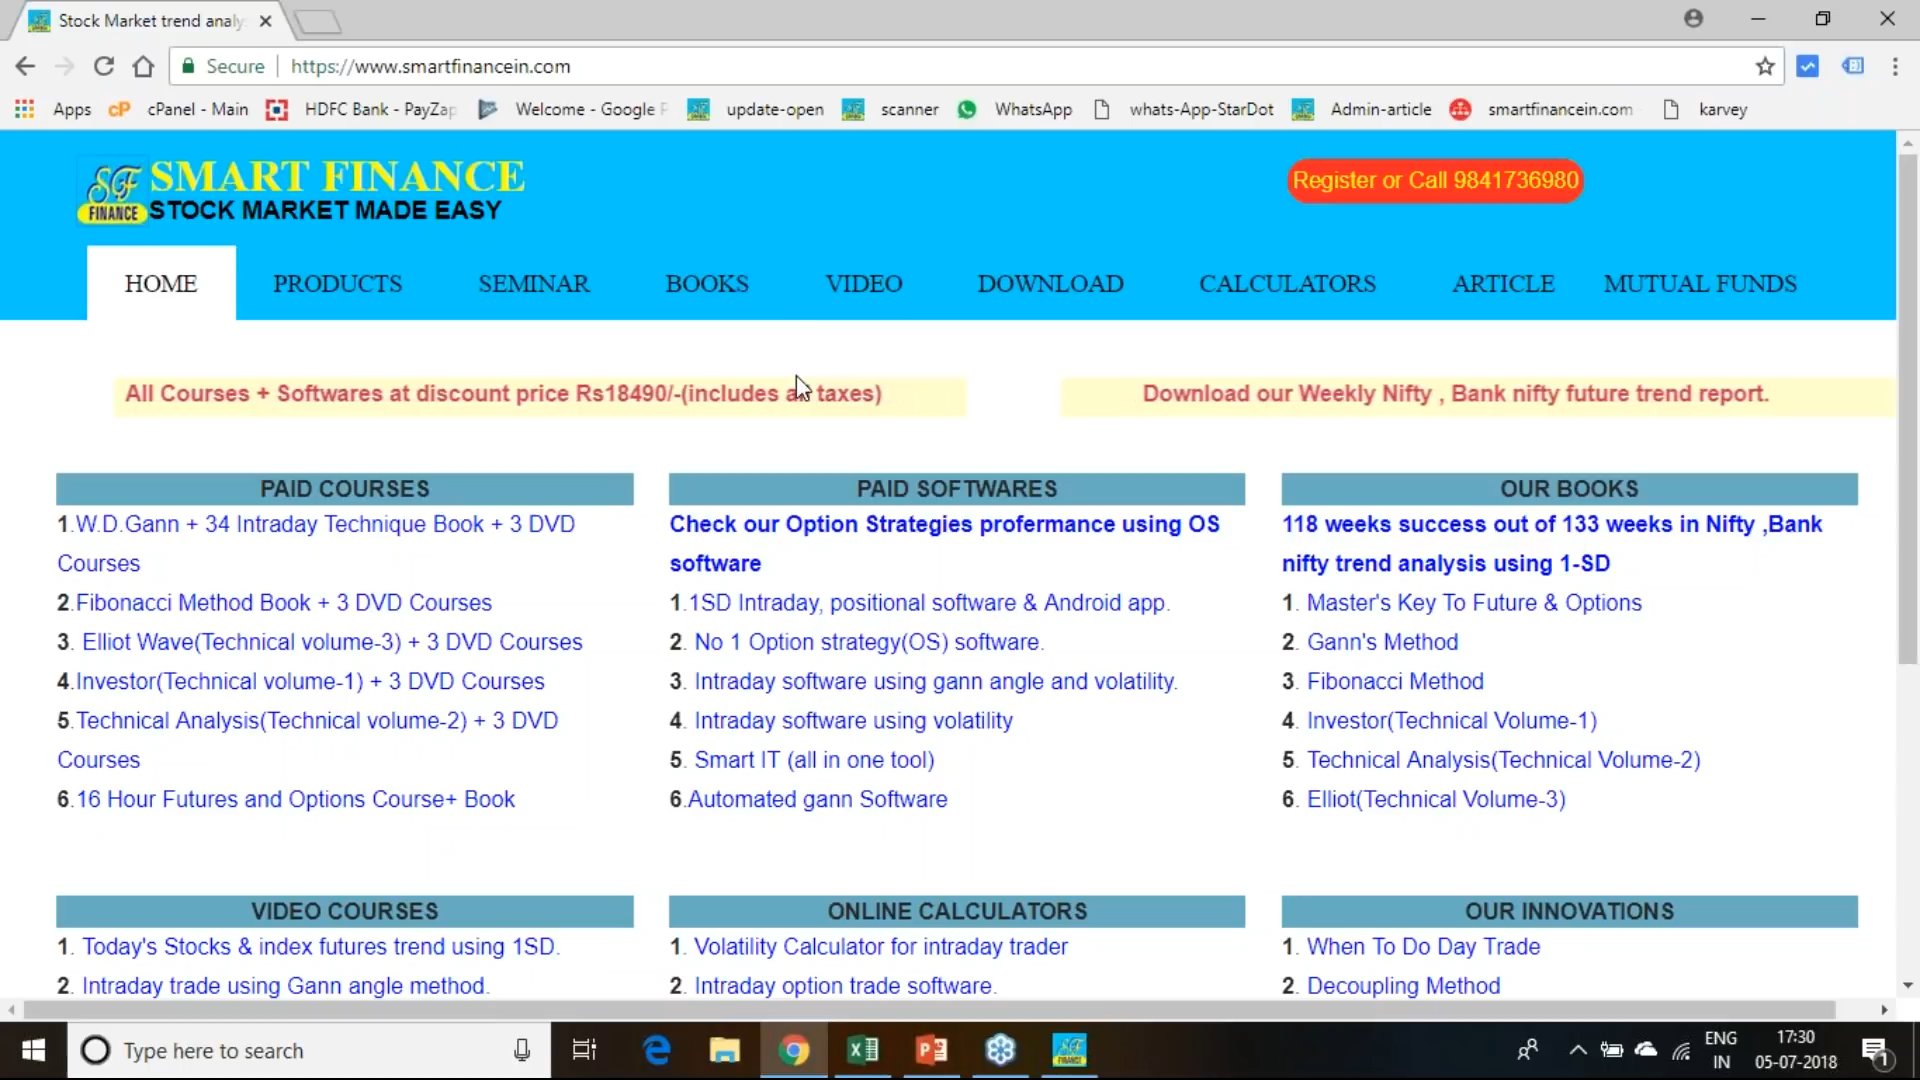 Stock Market trend analy
Secure
https://www.smartfinancein.com
Apps
cP
cPanel - Main
HDFC Bank - PayZap
Welcome - Google P
update-open
scanner
WhatsApp
whats-App-StarDot
Admin-article
smartfinancein.com
karvey
SF
FINANCE
SMART FINANCE
STOCK MARKET MADE EASY
Register or Call 9841736980
HOME
PRODUCTS
SEMINAR
BOOKS
VIDEO
DOWNLOAD
CALCULATORS
ARTICLE
MUTUAL FUNDS
All Courses + Softwares at discount price Rs18490/-(includes taxes)
Download our Weekly Nifty , Bank nifty future trend report.
PAID COURSES
1.W.D.Gann + 34 Intraday Technique Book + 3 DVD
Courses
2.Fibonacci Method Book + 3 DVD Courses
3. Elliot Wave(Technical volume-3) + 3 DVD Courses
4.Investor(Technical volume-1) + 3 DVD Courses
5.Technical Analysis(Technical volume-2) + 3 DVD
Courses
6.16 Hour Futures and Options Course+ Book
PAID SOFTWARES
Check our Option Strategies profermance using OS
software
1.1SD Intraday, positional software & Android app.
2. No 1 Option strategy(OS) software.
3. Intraday software using gann angle and volatility.
4. Intraday software using volatility
5. Smart IT (all in one tool)
6.Automated gann Software
OUR BOOKS
118 weeks success out of 133 weeks in Nifty ,Bank
nifty trend analysis using 1-SD
1. Master's Key To Future & Options
2. Gann's Method
3. Fibonacci Method
4. Investor(Technical Volume-1)
5. Technical Analysis(Technical Volume-2)
6. Elliot(Technical Volume-3)
VIDEO COURSES
1. Today's Stocks & index futures trend using 1SD.
2. Intraday trade using Gann angle method.
ONLINE CALCULATORS
1. Volatility Calculator for intraday trader
2. Intraday option trade software.
OUR INNOVATIONS
1. When To Do Day Trade
2. Decoupling Method
Type here to search
ENG
IN
17:30
05-07-2018
1